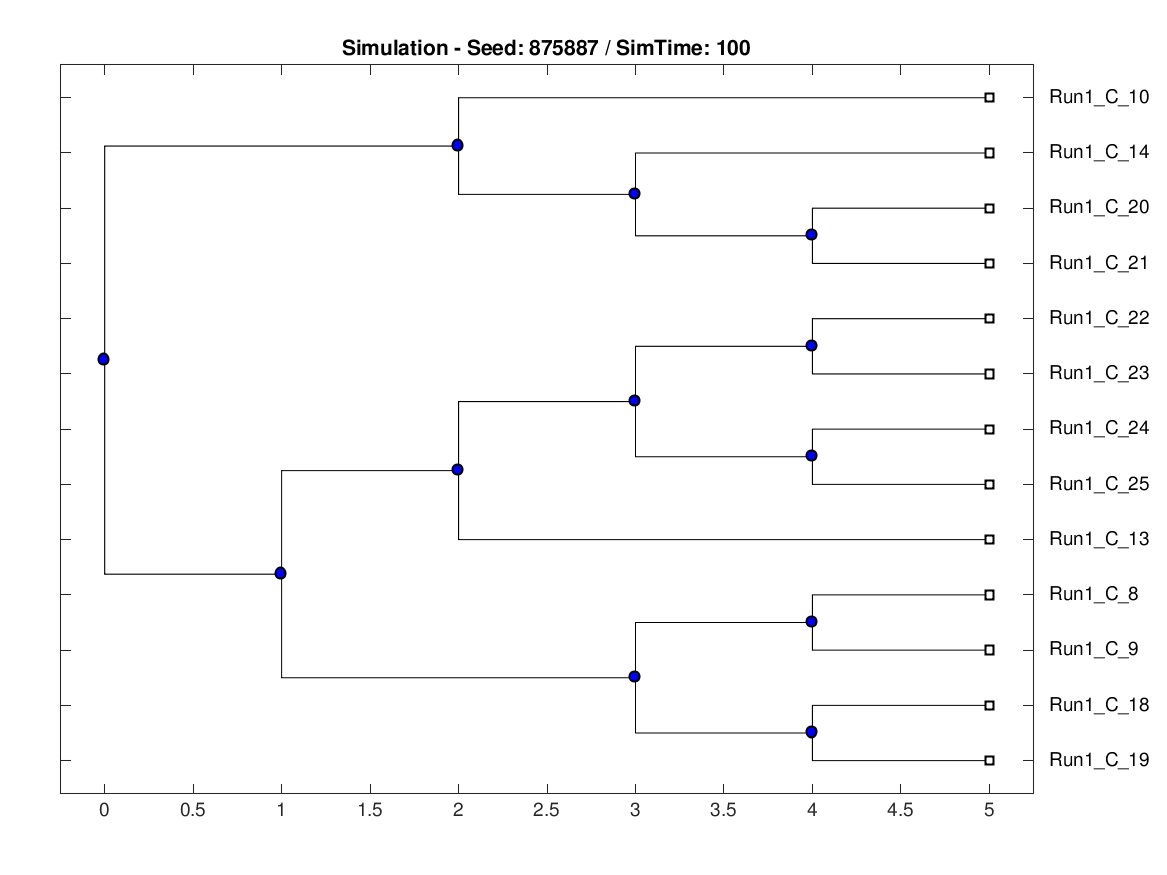 Simulation - Seed: 875887 / SimTime: 100
Run1_C_10
Run1_C_14
Run1_C_20
Run1_C_21
Run1_C_22
Run1_C_23
Run1_C_24
Run1_C_25
Run1_C_13
Run1_C_8
Run1_C_9
Run1_C_18
Run1_C_19
0 0.5 1 1.5 2 2.5 3 3.5 4 4.5 5